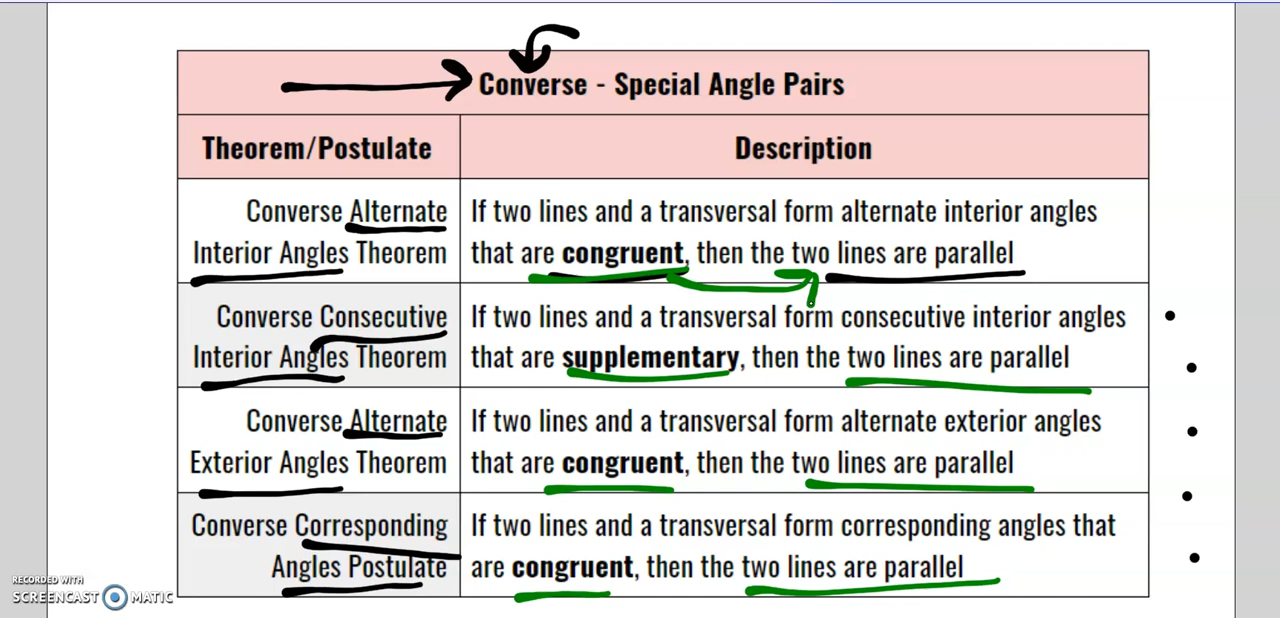 Converse - Special Angle Pairs
Theorem/Postulate
Description
Converse Alternate
Interior Angles Theorem
If two lines and a transversal form alternate interior angles
that are congruent, then the two lines are parallel
Converse Consecutive
Interior Angles Theorem
If two lines and a transversal form consecutive interior angles
that are supplementary, then the two lines are parallel
Converse Alternate
Exterior Angles Theorem
If two lines and a transversal form alternate exterior angles
that are congruent, then the two lines are parallel
Converse Corresponding
Angles Postulate
If two lines and a transversal form corresponding angles that
are congruent, then the two lines are parallel
RECORDED WITH
SCREENCAST MATIC